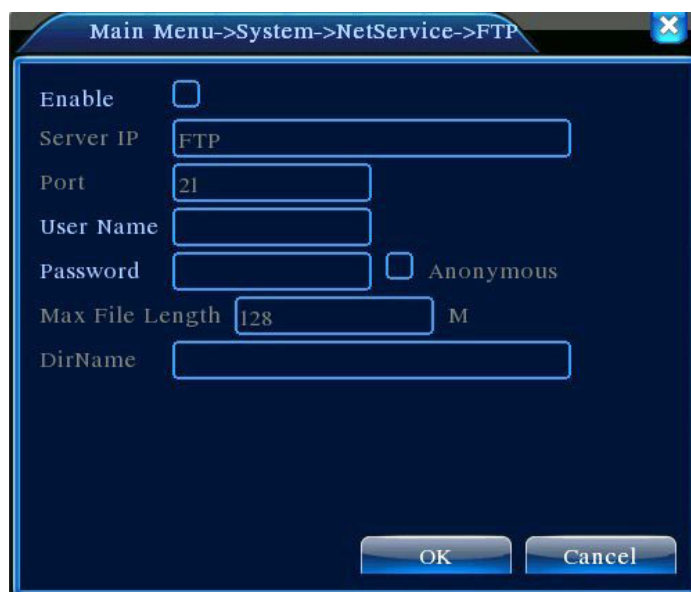 Main Menu->System->NetService->FTP
Enable
Server IP FTP
Port 21
User Name
Password Anonymous
Max File Length 128 M
DirName
OK Cancel